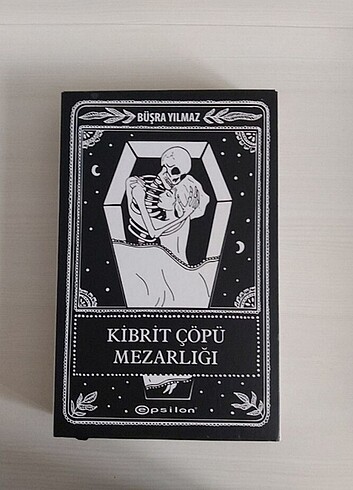 BÜŞRA YILMAZ
KİBRİT ÇÖPÜ
MEZARLIĞI
epsilon